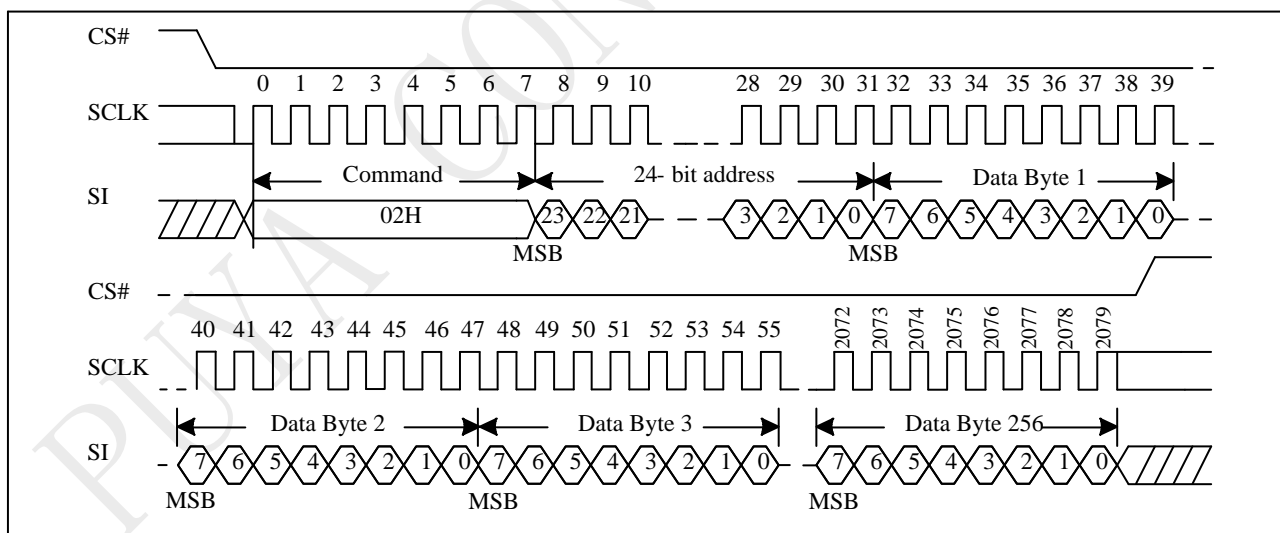 CS#
0 1 2 3 4 5 6 7 8 9 10 28 29 30 31 32 33 34 35 36 37 38 39
SCLK
Command 24- bit address Data Byte 1
SI
02H 23 22 21 3 2 1 0 7 6 5 4 3 2 1 0
MSB MSB
CS#
40 41 42 43 44 45 46 47 48 49 50 51 52 53 54 55 2072 2073 2074 2075 2076 2077 2078 2079
SCLK
Data Byte 2 Data Byte 3 Data Byte 256
SI
7 6 5 4 3 2 1 0 7 6 5 4 3 2 1 0 7 6 5 4 3 2 1 0
MSB MSB MSB
PUYA CON